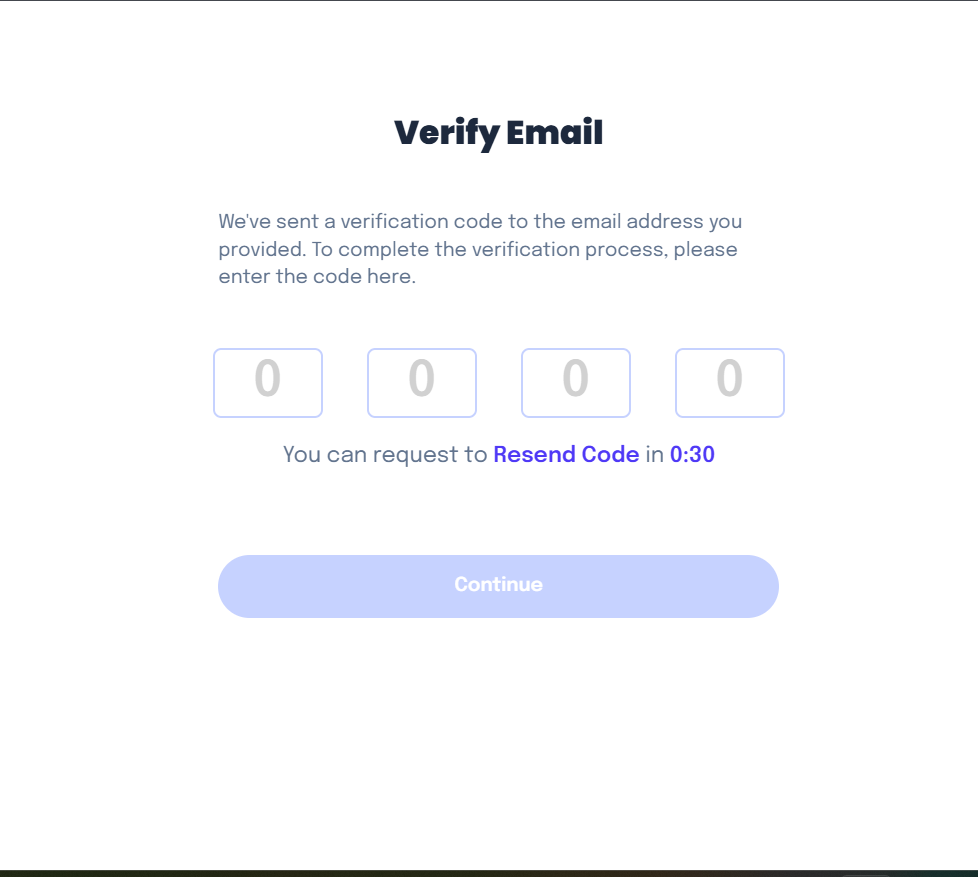 Verify Email
We've sent a verification code to the email address you
provided. To complete the verification process, please
enter the code here.
0 0 0 0
You can request to Resend Code in 0:30
Continue